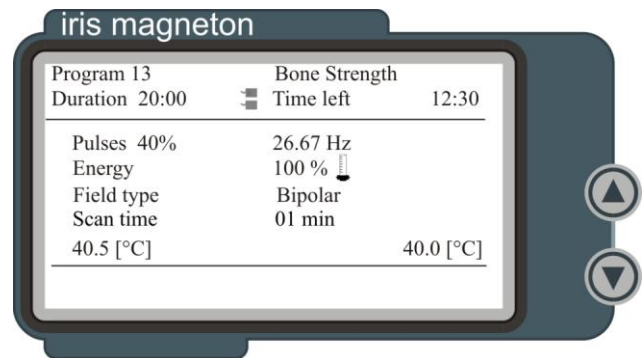 iris magneton
Program 13 Bone Strength
Duration 20:00 Time left 12:30
Pulses 40% 26.67 Hz
Energy 100 %
Field type Bipolar
Scan time 01 min
40.5 [°C] 40.0 [°C]